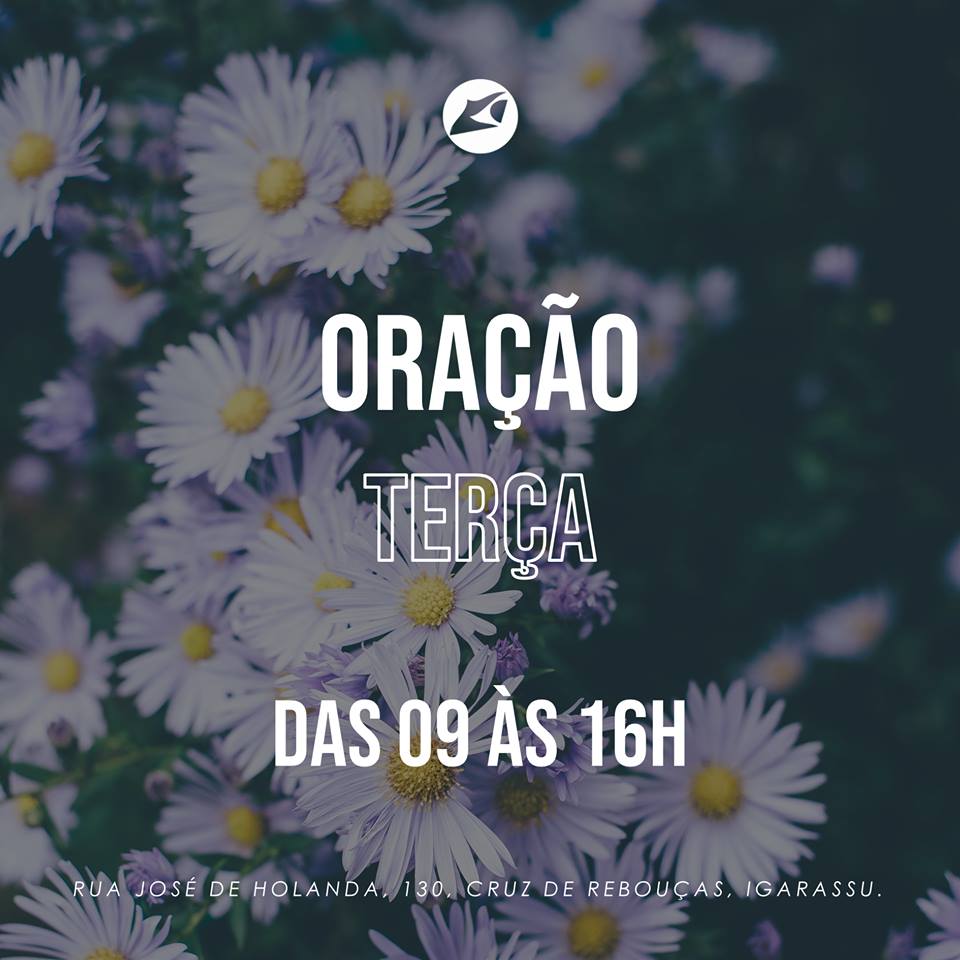 ORAÇÃO
TERÇA
DAS 09 ÀS 16H
RUA JOSÉ DE HOLANDA, 130, CRUZ DE REBOUÇAS, IGARASSU.